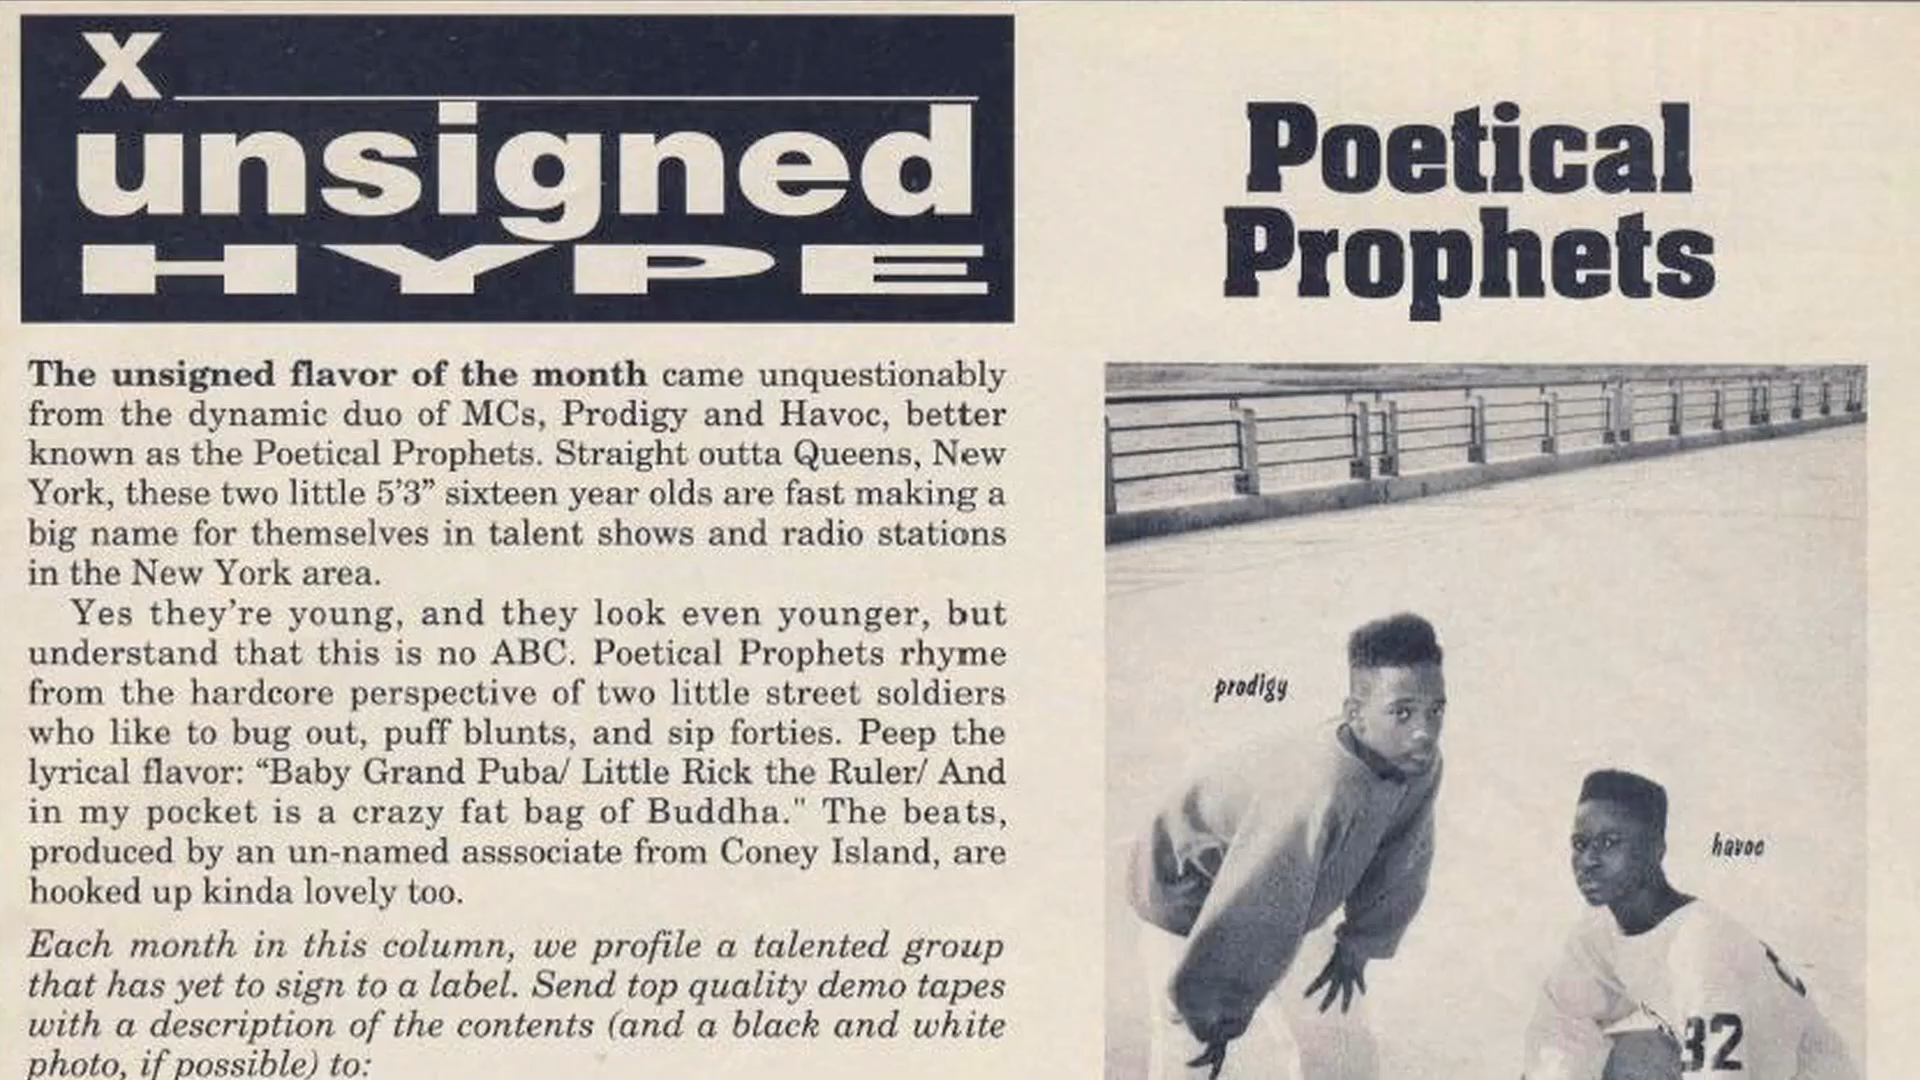 x
unsigned
HYPE
The unsigned flavor of the month came unquestionably
from the dynamic duo of MCs, Prodigy and Havoc, better
known as the Poetical Prophets. Straight outta Queens, New
York, these two little 5’3” sixteen year olds are fast making a
big name for themselves in talent shows and radio stations
in the New York area.
Yes they’re young, and they look even younger, but
understand that this is no ABC. Poetical Prophets rhyme
from the hardcore perspective of two little street soldiers
who like to bug out, puff blunts, and sip forties. Peep the
lyrical flavor: “Baby Grand Puba/ Little Rick the Ruler/ And
in my pocket is a crazy fat bag of Buddha." The beats,
produced by an un-named asssociate from Coney Island, are
hooked up kinda lovely too.
Each month in this column, we profile a talented group
that has yet to sign to a label. Send top quality demo tapes
with a description of the contents (and a black and white
photo, if possible) to:
Poetical
Prophets
prodigy
havoc
32